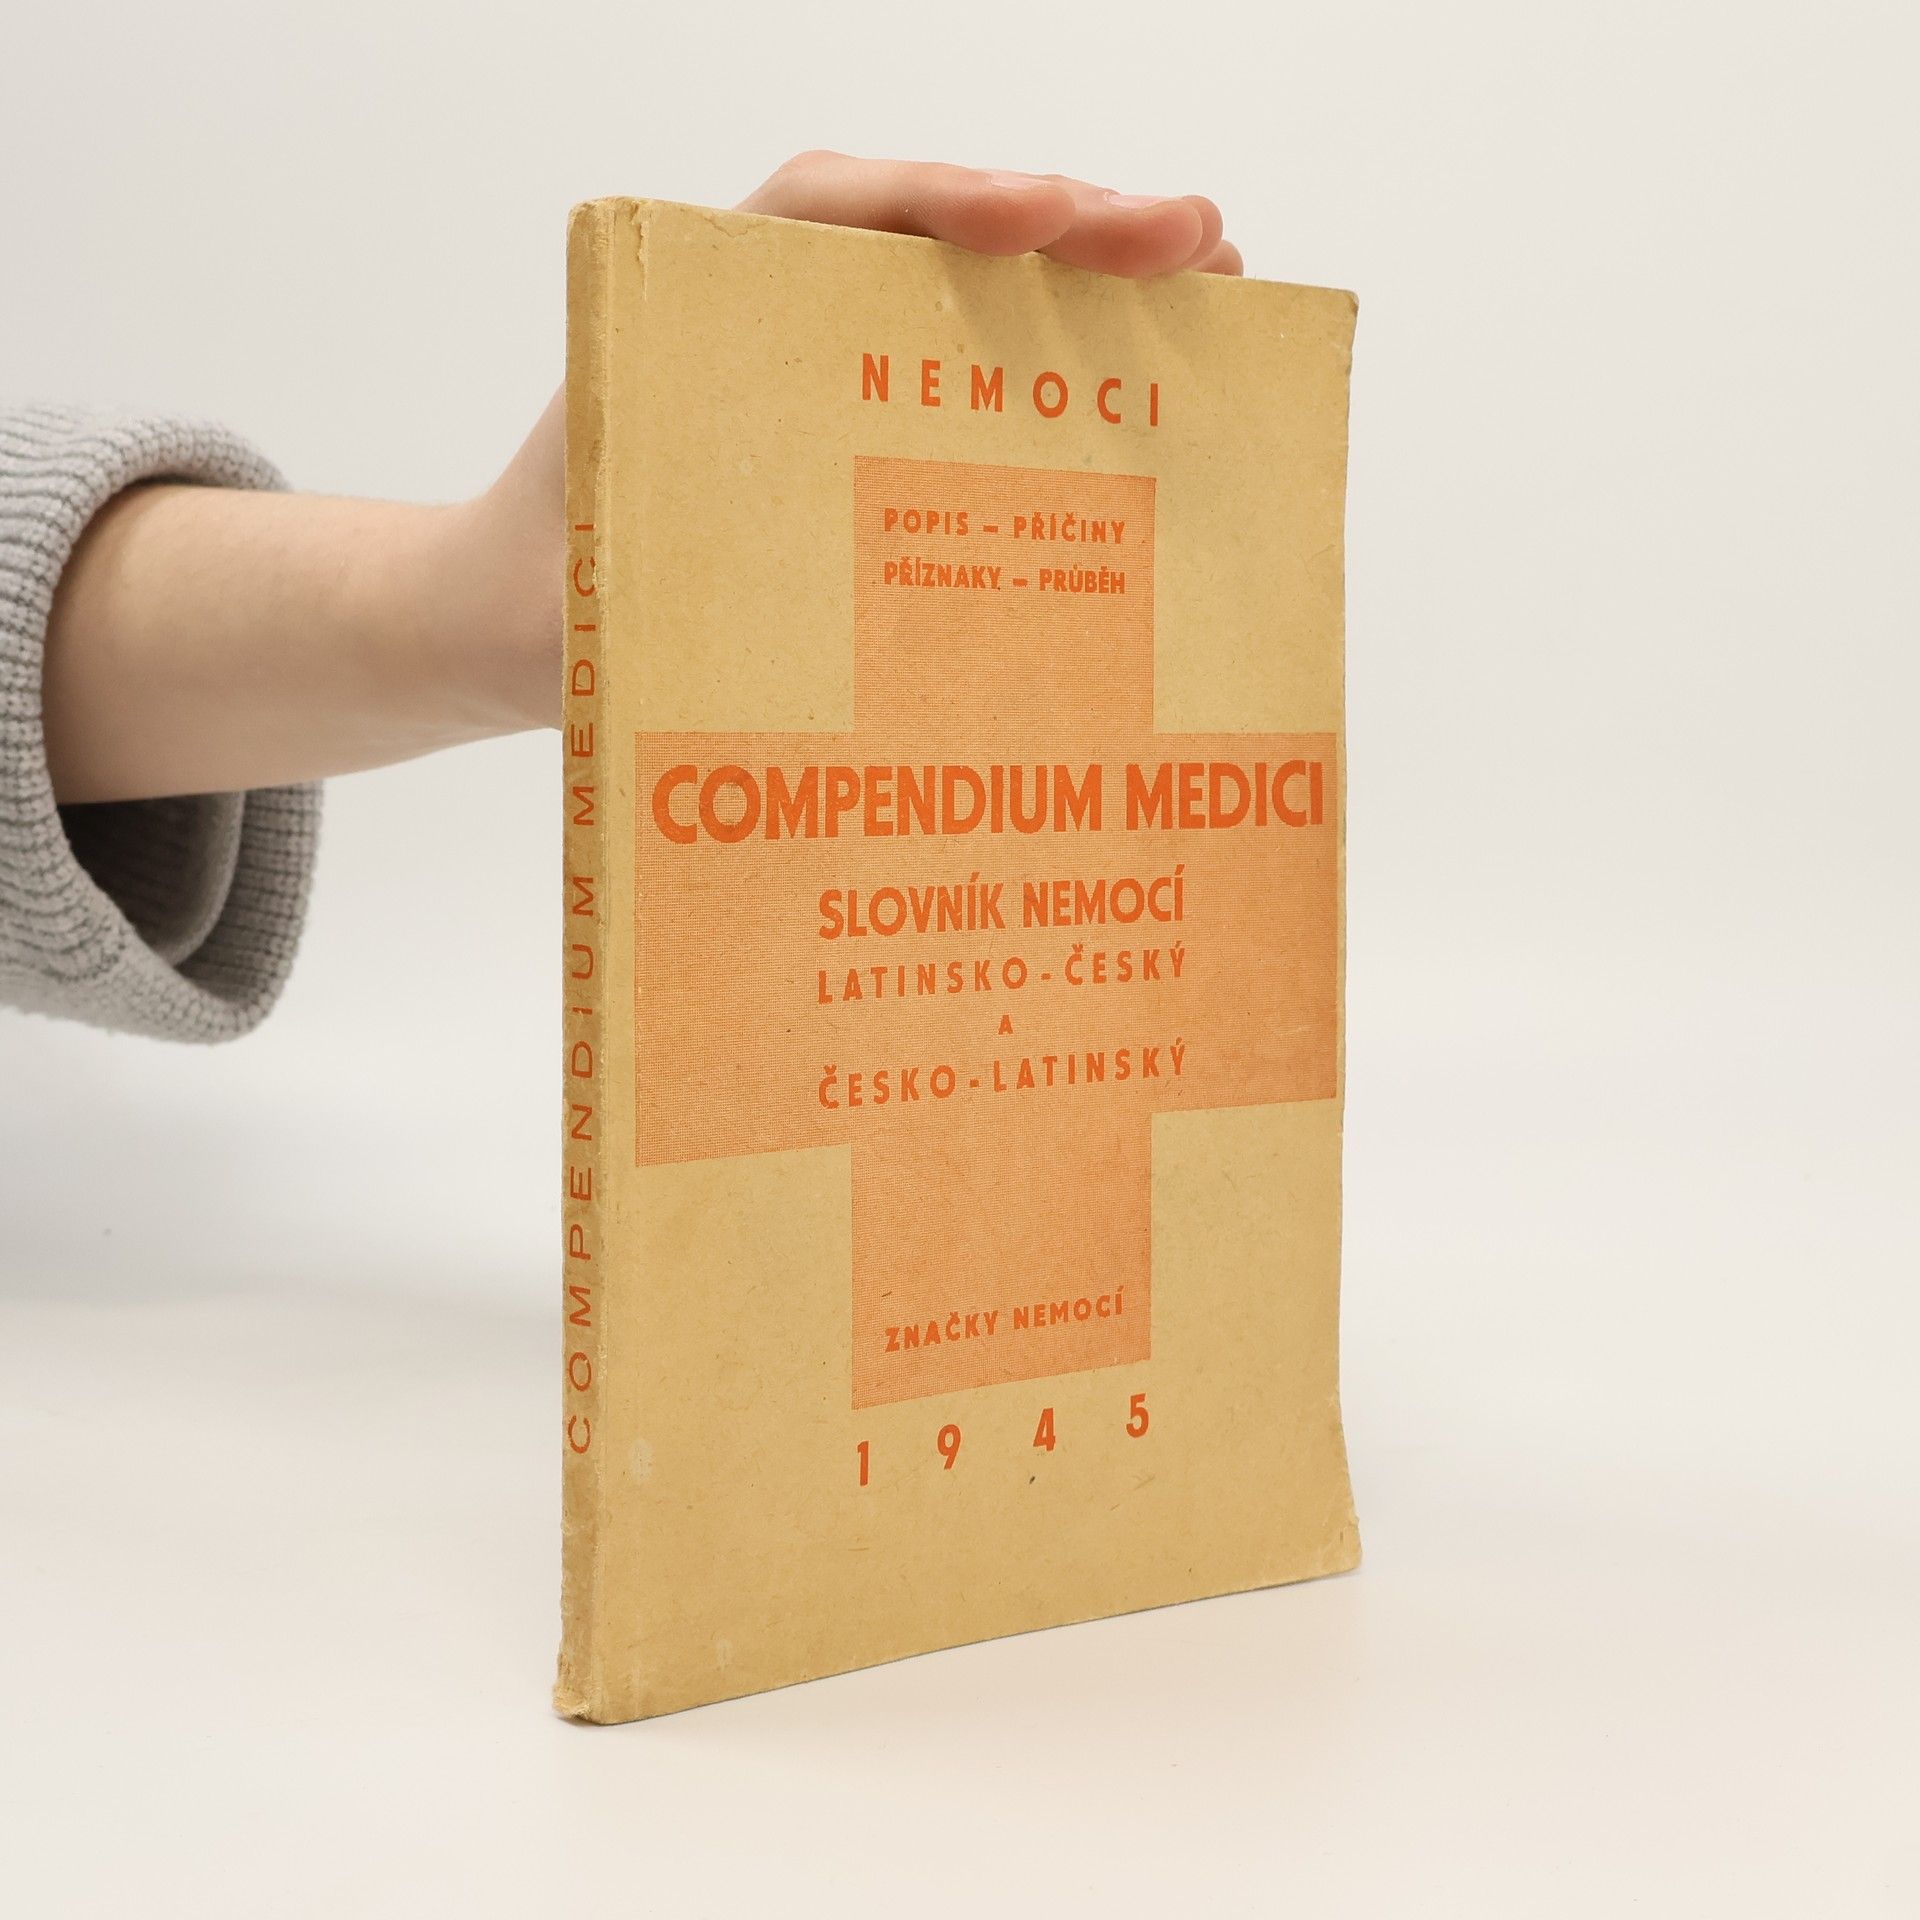 COMPENDIUM MEDICI
NEMOCI
POPIS – PŘÍČINY
PŘÍZNAKY – PRŮBĚH
COMPENDIUM MEDICI
SLOVNÍK NEMOCÍ
LATINSKO-ČESKÝ
A
ČESKO-LATINSKÝ
ZNAČKY NEMOCÍ
1945